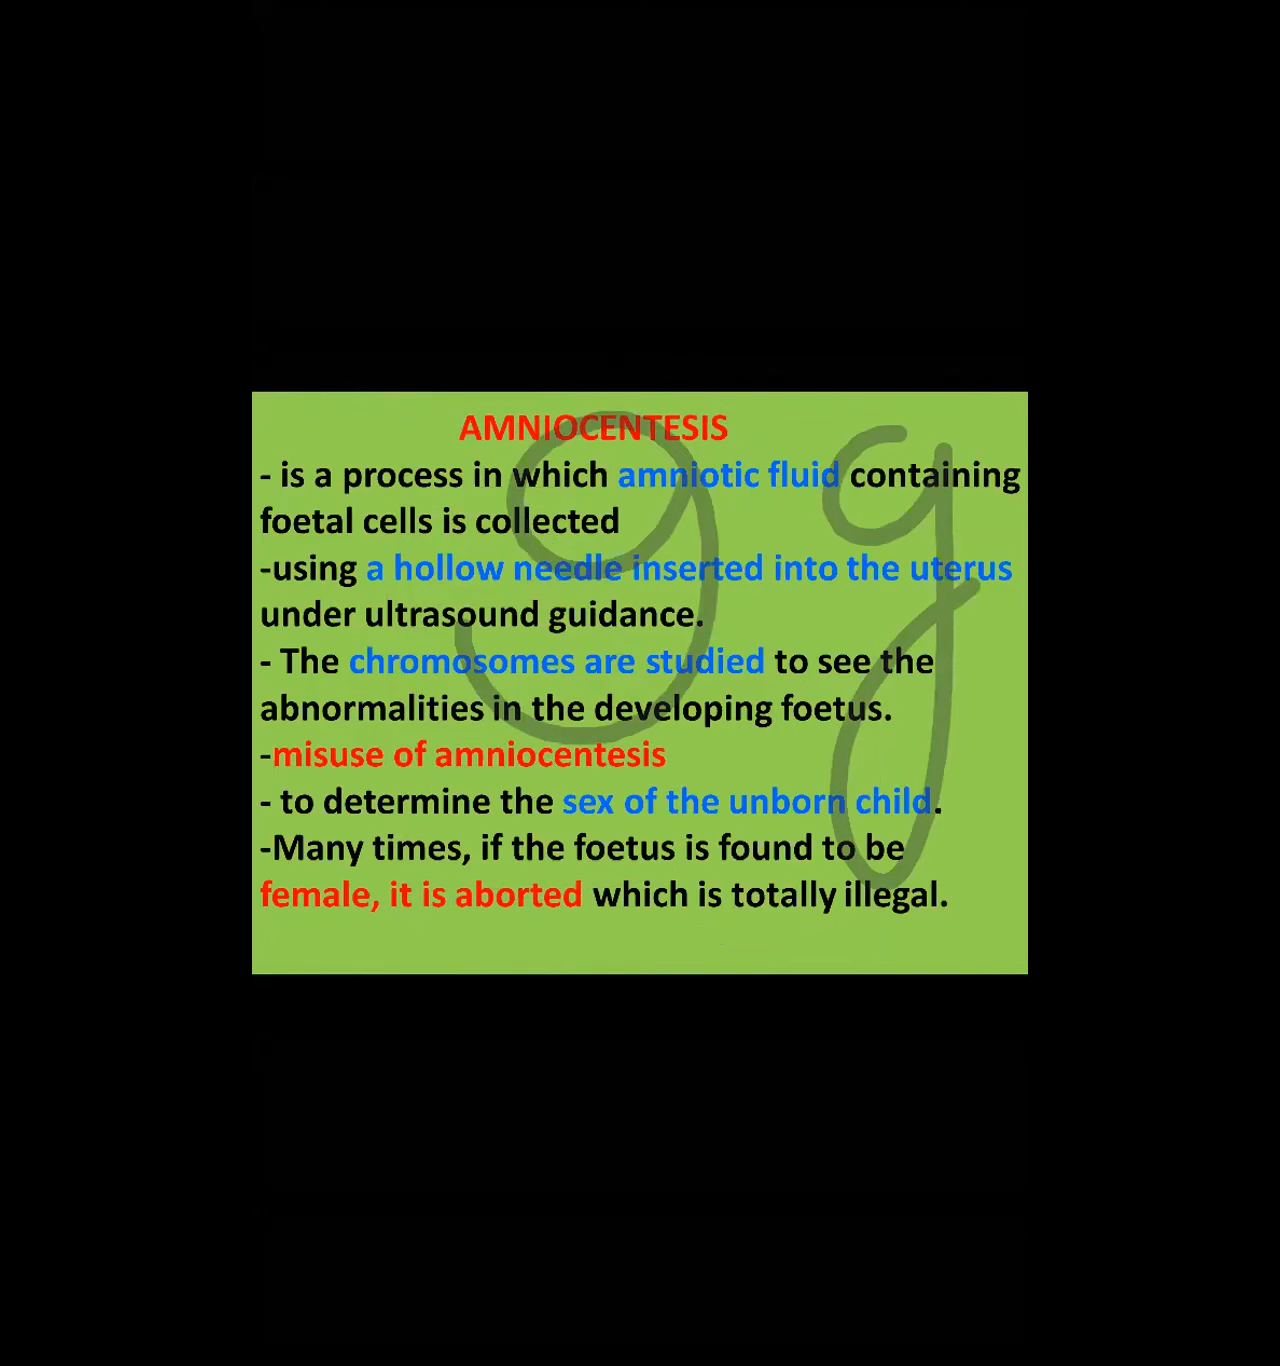 AMNIOCENTESIS
- is a process in which amniotic fluid containing
foetal cells is collected
-using a hollow needle inserted into the uterus
under ultrasound guidance.
- The chromosomes are studied to see the
abnormalities in the developing foetus.
-misuse of amniocentesis
- to determine the sex of the unborn child.
-Many times, if the foetus is found to be
female, it is aborted which is totally illegal.